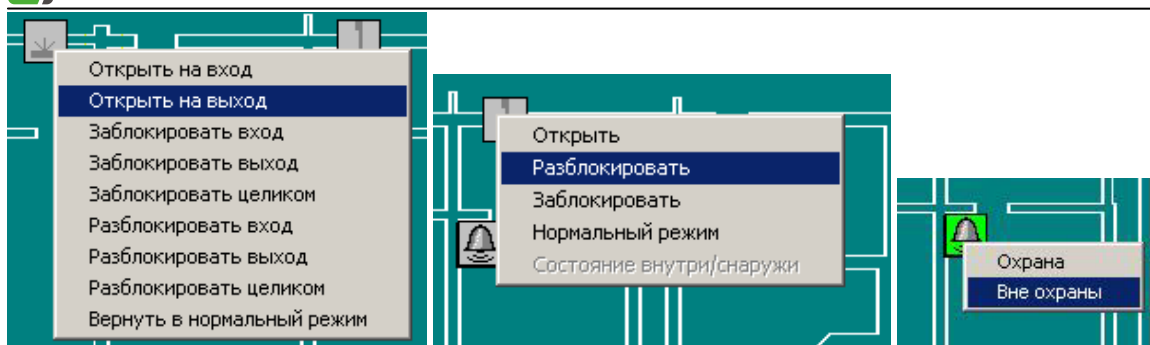 Открыть на вход
Открыть на выход
Заблокировать вход
Заблокировать выход
Заблокировать целиком
Разблокировать вход
Разблокировать выход
Разблокировать целиком
Вернуть в нормальный режим
Открыть
Разблокировать
Заблокировать
Нормальный режим
Состояние внутри/снаружи
Охрана
Вне охраны